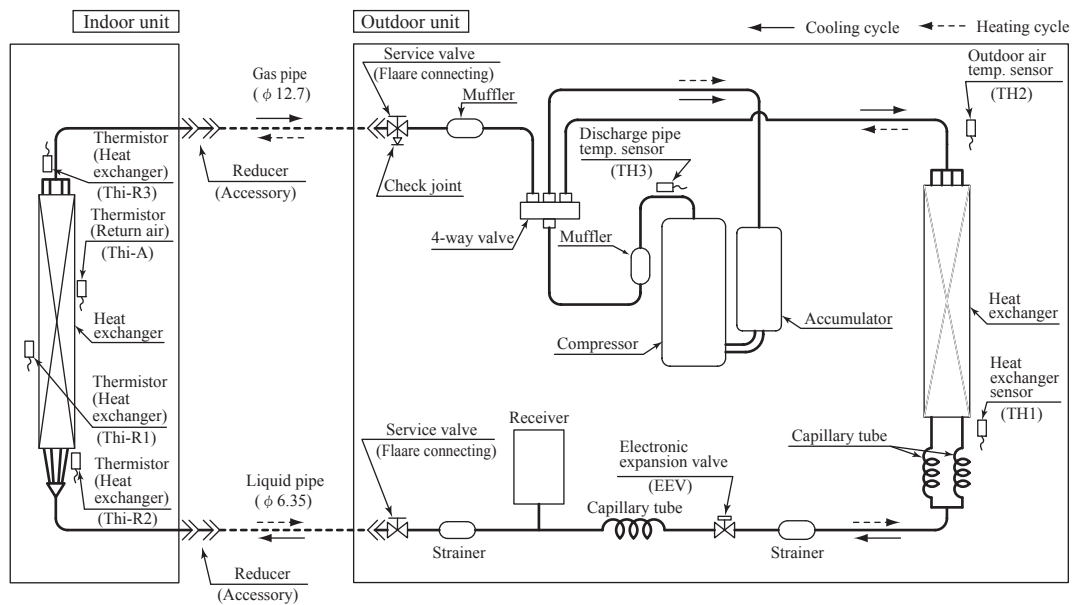 Indoor unit
Outdoor unit
Cooling cycle
Heating cycle
Service valve
(Flaare connecting)
Gas pipe
( φ 12.7)
Muffler
Outdoor air
temp. sensor
(TH2)
Thermistor
(Heat
exchanger)
(Thi-R3)
Reducer
(Accessory)
Check joint
Discharge pipe
temp. sensor
(TH3)
Thermistor
(Return air)
(Thi-A)
4-way valve
Muffler
Heat
exchanger
Compressor
Accumulator
Heat
exchanger
Thermistor
(Heat
exchanger)
(Thi-R1)
Heat
exchanger
sensor
(TH1)
Receiver
Service valve
(Flaare connecting)
Electronic
expansion valve
(EEV)
Capillary tube
Thermistor
(Heat
exchanger)
(Thi-R2)
Liquid pipe
( φ 6.35)
Capillary tube
Strainer
Strainer
Reducer
(Accessory)